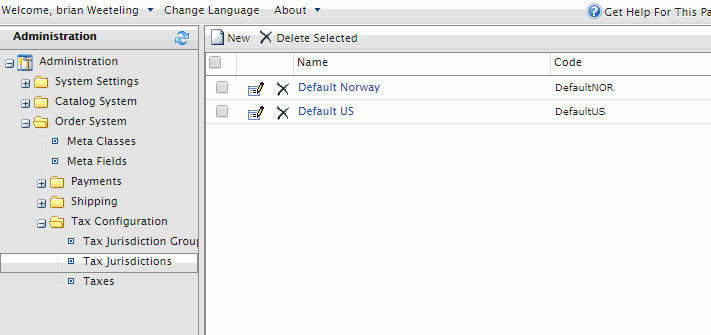 Welcome, brian Weeteling Change Language About Get Help For This Pa
Administration
Administration
System Settings
Catalog System
Order System
Meta Classes
Meta Fields
Payments
Shipping
Tax Configuration
Tax Jurisdiction Grou
Tax Jurisdictions
Taxes
New Delete Selected
Name Code
Default Norway DefaultNOR
Default US DefaultUS